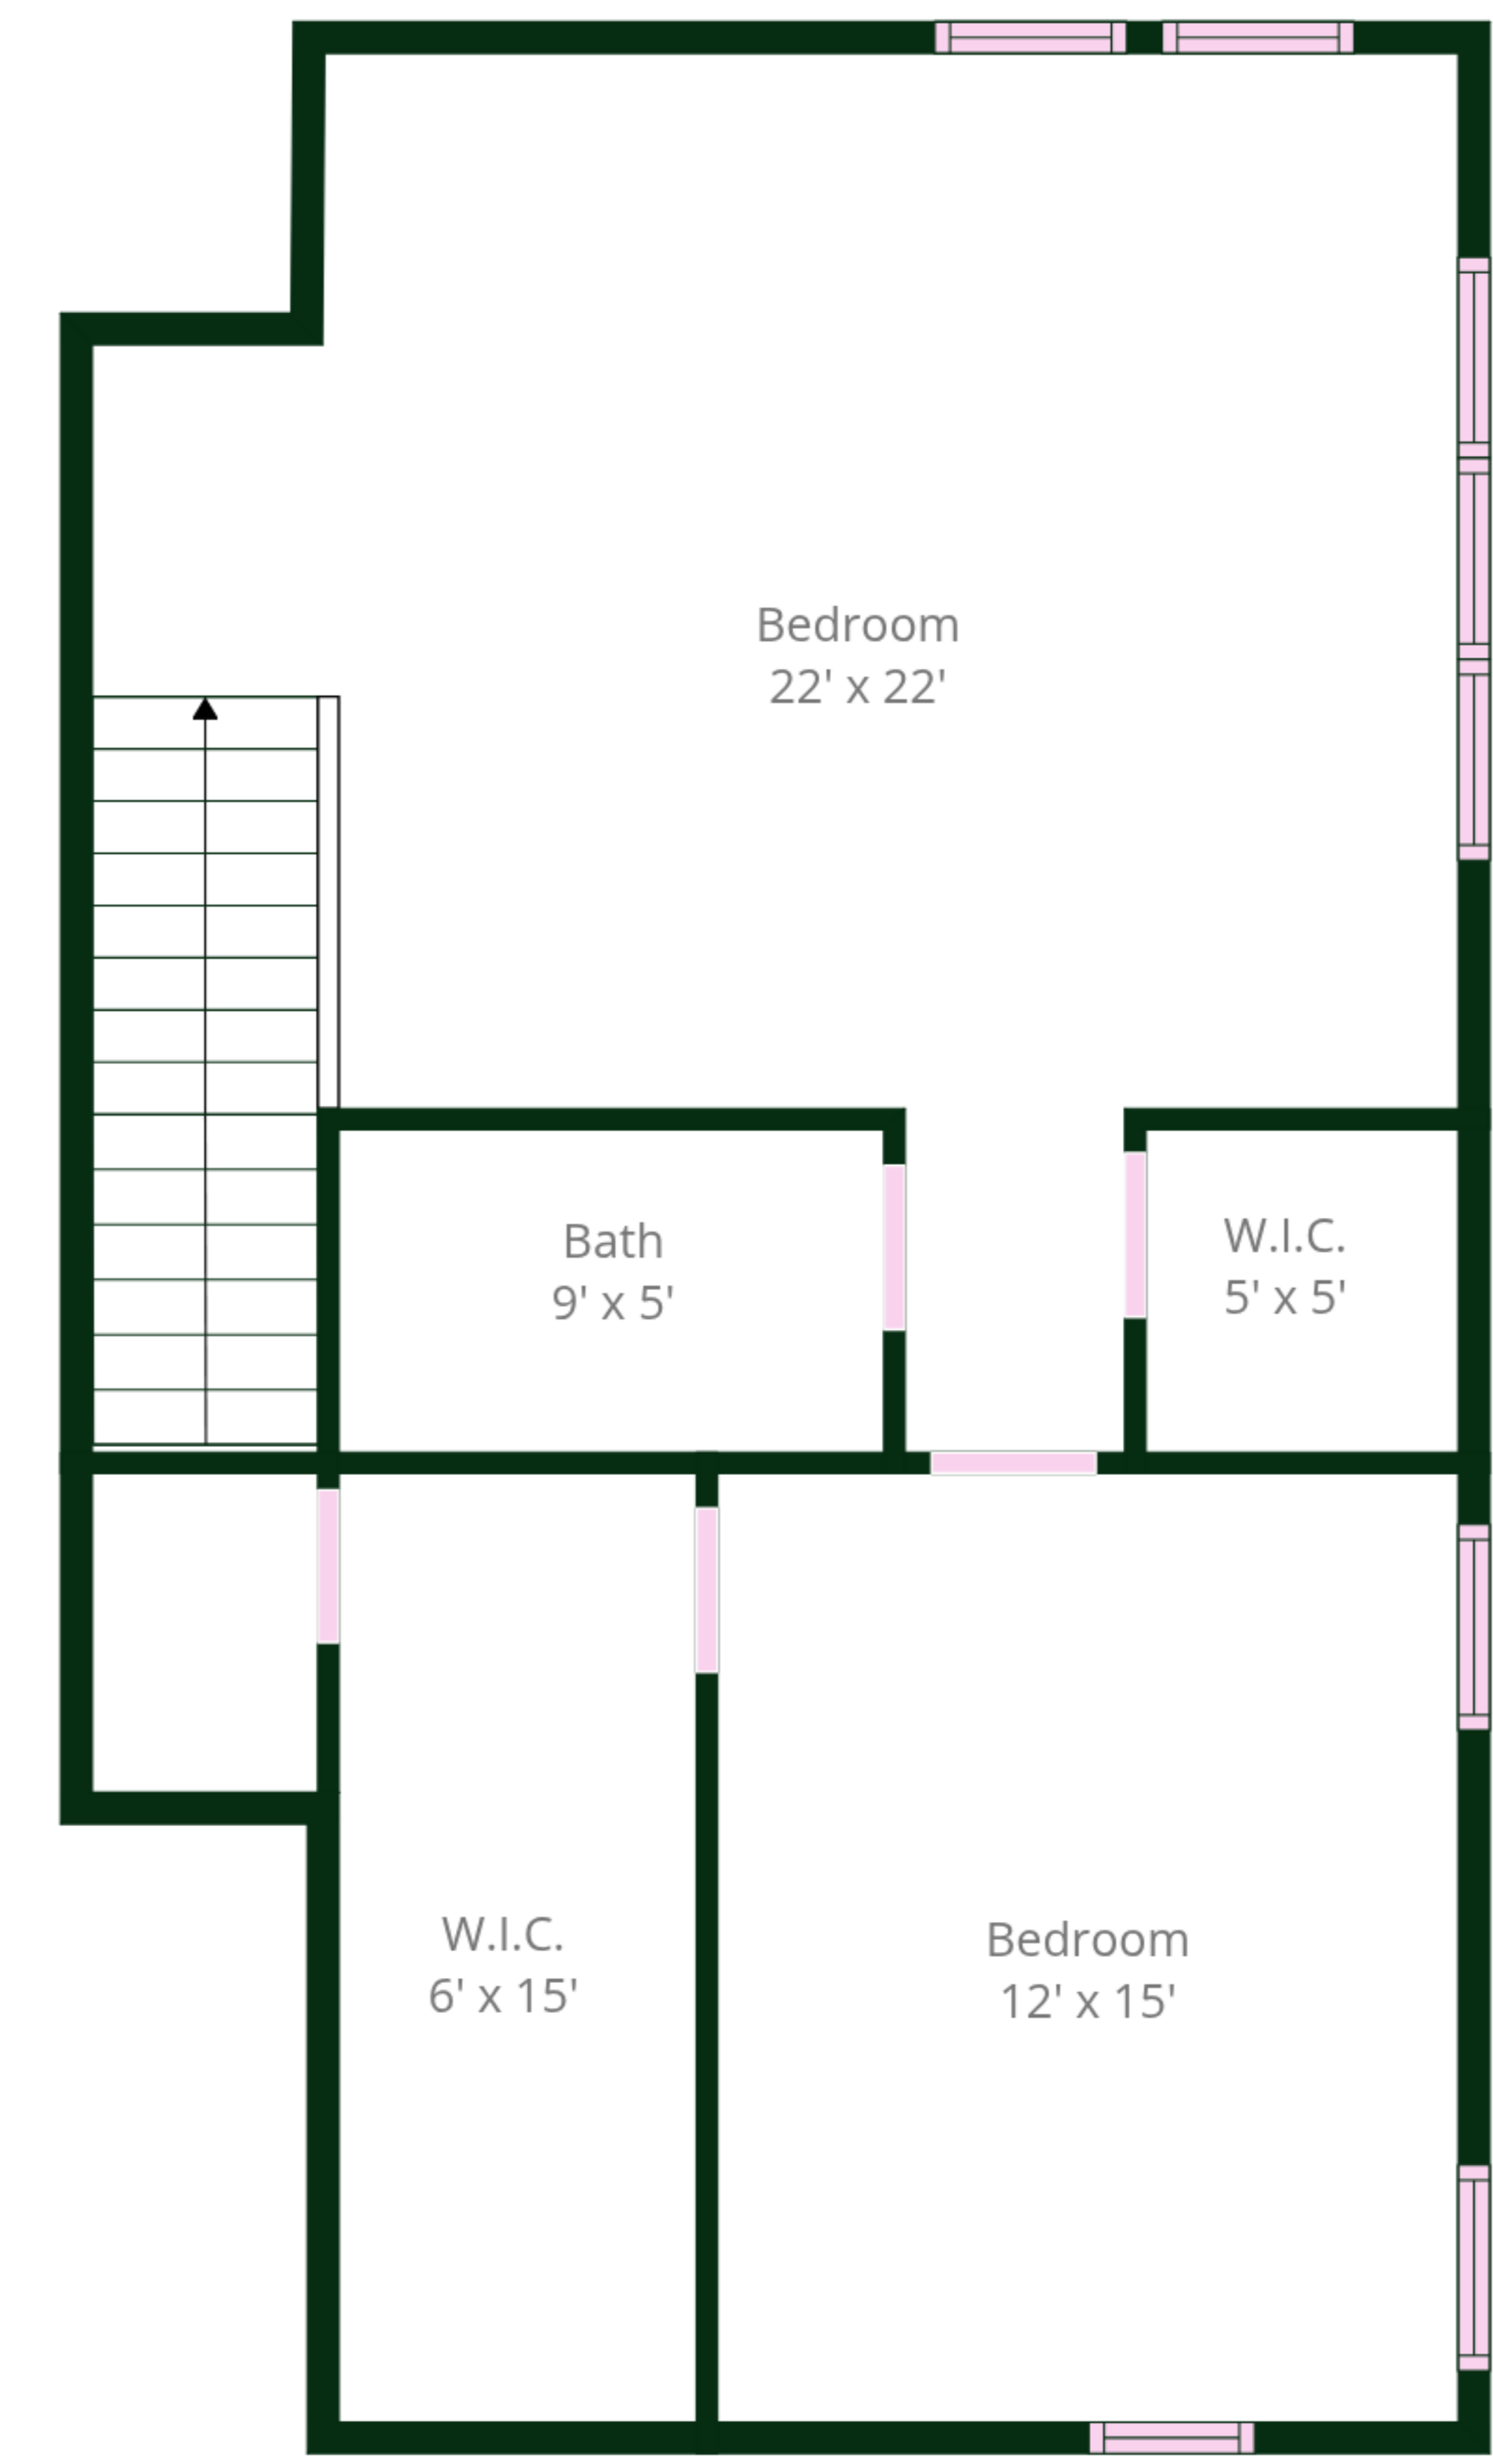 Bedroom
22' x 22'
Bath
9' x 5'
W.I.C.
5' x 5'
W.I.C.
6' x 15'
Bedroom
12' x 15'